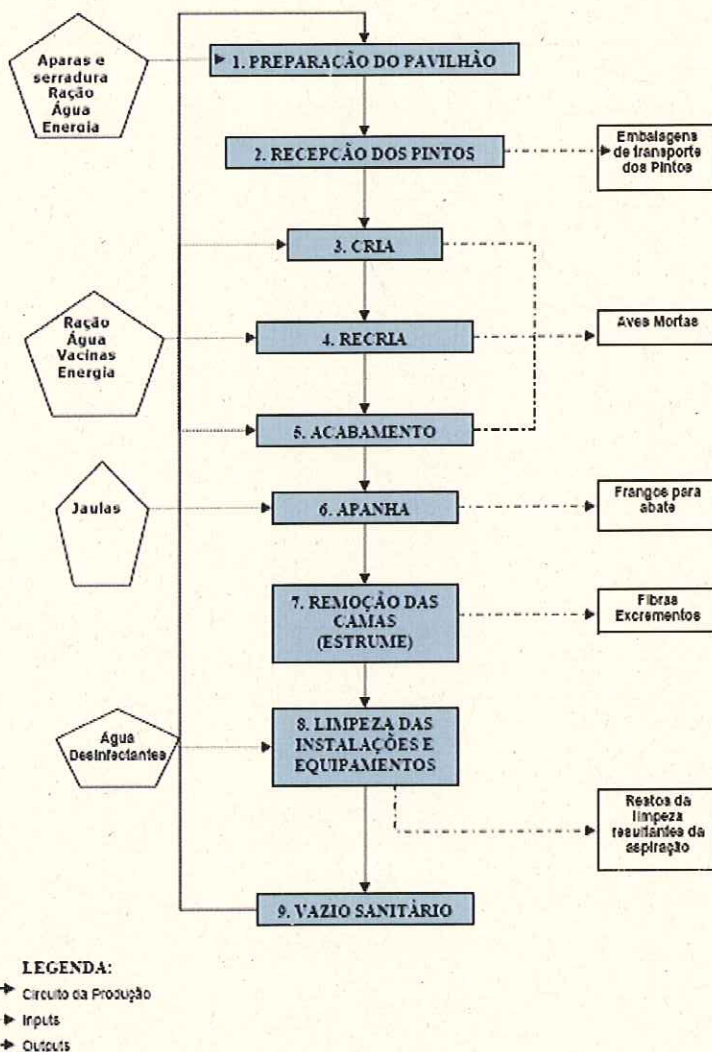 Aparas e
serradura
Ração
Água
Energia
1. PREPARAÇÃO DO PAVILHÃO
2. RECEPÇÃO DOS PINTOS
Embalagens
de transporte
dos Pintos
3. CRIA
Ração
Água
Vacinas
Energia
4. RECRIA
Aves Mortas
5. ACABAMENTO
Jaulas
6. APANHA
Frangos para
abate
7. REMOÇÃO DAS
CAMAS
(ESTRUME)
Fibras
Excrementos
Água
Desinfectantes
8. LIMPEZA DAS
INSTALAÇÕES E
EQUIPAMENTOS
Restos da
limpeza
resultantes da
aspiração
9. VAZIO SANITÁRIO
LEGENDA:
Circuito da Produção
Inputs
Outputs